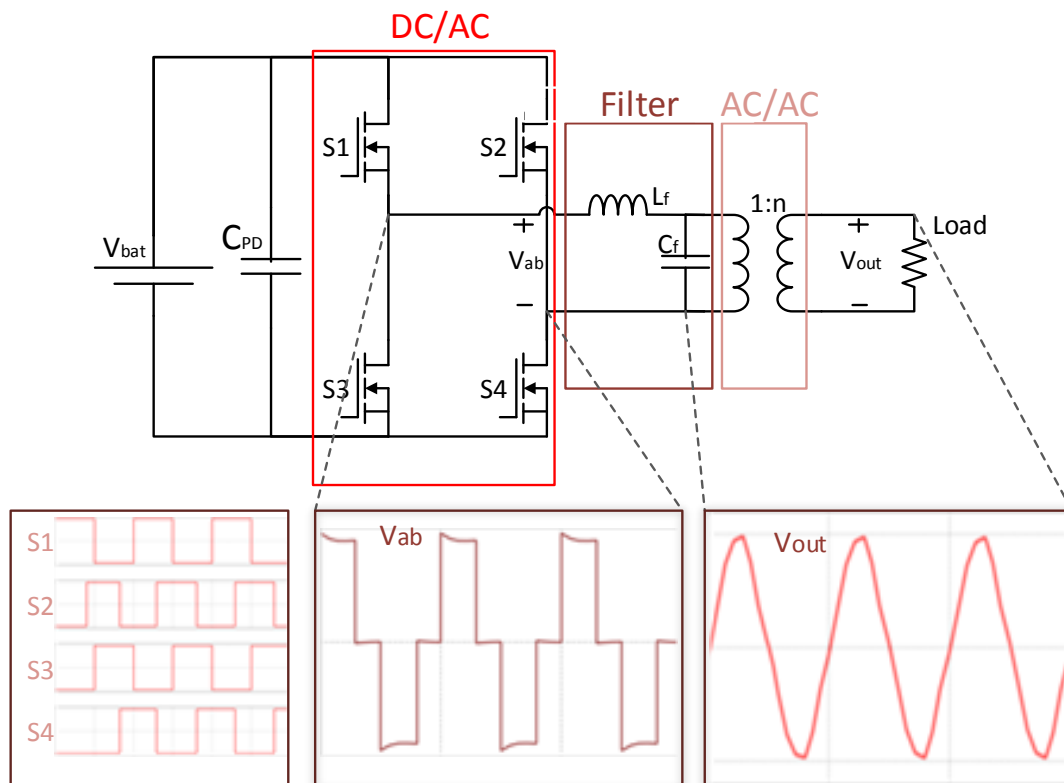 DC/AC
Filter
AC/AC
S1
S2
Lf
1:n
Load
Vbat
CPD
+
Vab
−
Cf
+
Vout
−
S3
S4
S1
S2
S3
S4
Vab
Vout